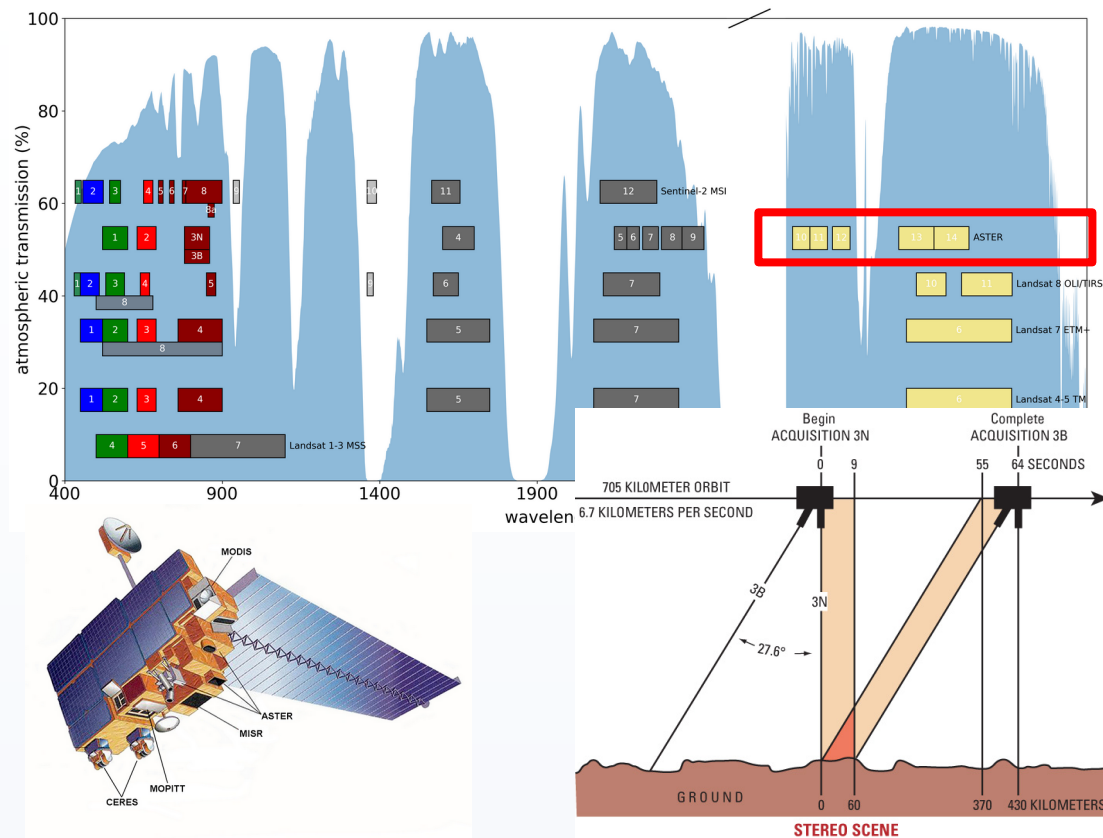 100
80
60
40
20
0
atmospheric transmission (%)
1 2 3 4 5 6 7 8 9 10 11 12 Sentinel-2 MSI
8a
1 2 3N 4 5 6 7 8 9 10 11 12 13 14 ASTER
3B
1 2 3 4 5 9 6 7 10 11 Landsat 8 OLI/TIRS
8
1 2 3 4 5 7 6 Landsat 7 ETM+
8
1 2 3 4 5 7 6 Landsat 4-5 TM
4 5 6 7 Landsat 1-3 MSS
400 900 1400 1900
Begin
ACQUISITION 3N
Complete
ACQUISITION 3B
0 9 55 64 SECONDS
705 KILOMETER ORBIT
6.7 KILOMETERS PER SECOND
3B
3N
27.6°
GROUND
0 60 370 430 KILOMETERS
STEREO SCENE
MODIS
ASTER
MISR
MOPITT
CERES